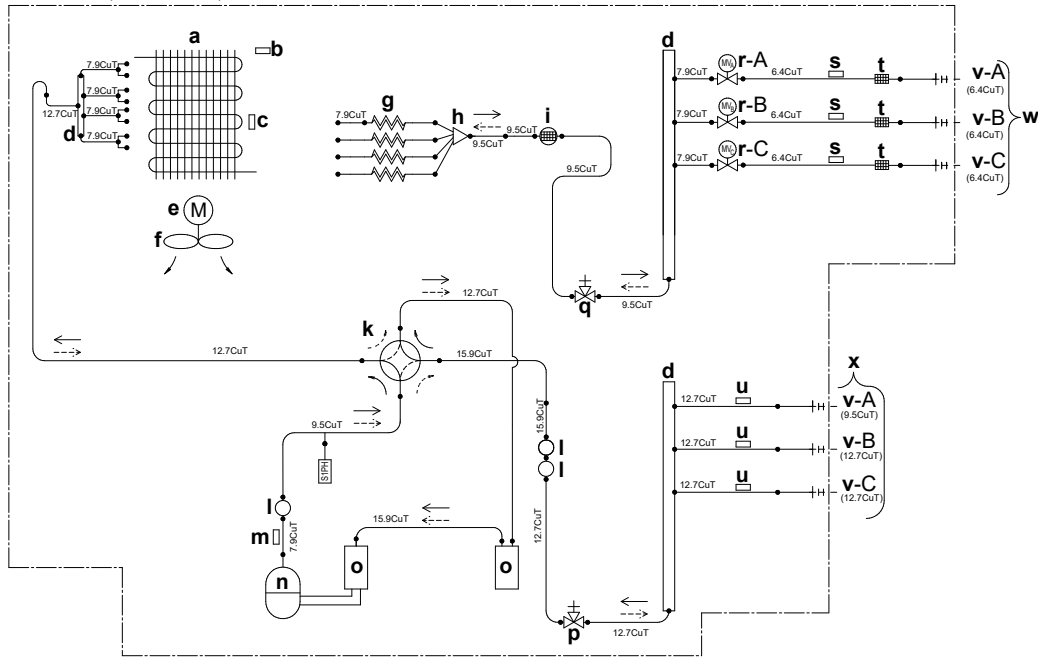 a
b
7.9CuT
7.9CuT
12.7CuT
7.9CuT
d
7.9CuT
c
e
M
f
7.9CuT
g
h
9.5CuT
9.5CuT
i
9.5CuT
q
9.5CuT
d
7.9CuT
MVA
r-A
6.4CuT
s
t
v-A
(6.4CuT)
7.9CuT
MVB
r-B
6.4CuT
s
t
v-B
(6.4CuT)
w
7.9CuT
MVC
r-C
6.4CuT
s
t
v-C
(6.4CuT)
12.7CuT
k
12.7CuT
15.9CuT
9.5CuT
S1PH
l
m
7.9CuT
n
15.9CuT
o
o
15.9CuT
l
l
12.7CuT
p
12.7CuT
d
x
12.7CuT
u
v-A
(9.5CuT)
12.7CuT
u
v-B
(12.7CuT)
12.7CuT
u
v-C
(12.7CuT)